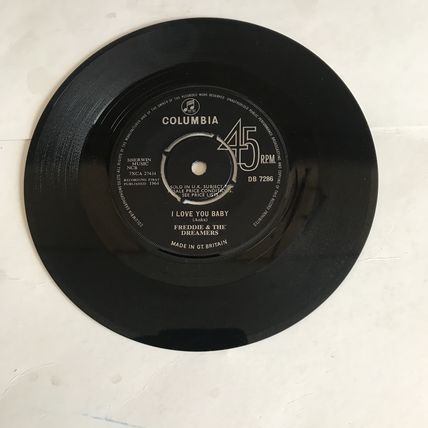 COLUMBIA
45 RPM
SHERWIN
MUSIC
NCB
7XCA 27434
RECORDING FIRST
PUBLISHED 1964
DB 7286
SOLD IN U.K. SUBJECT TO
RESALE PRICE CONDITIONS,
SEE PRICE LISTS
I LOVE YOU BABY
(Anka)
FREDDIE & THE
DREAMERS
MADE IN GT. BRITAIN